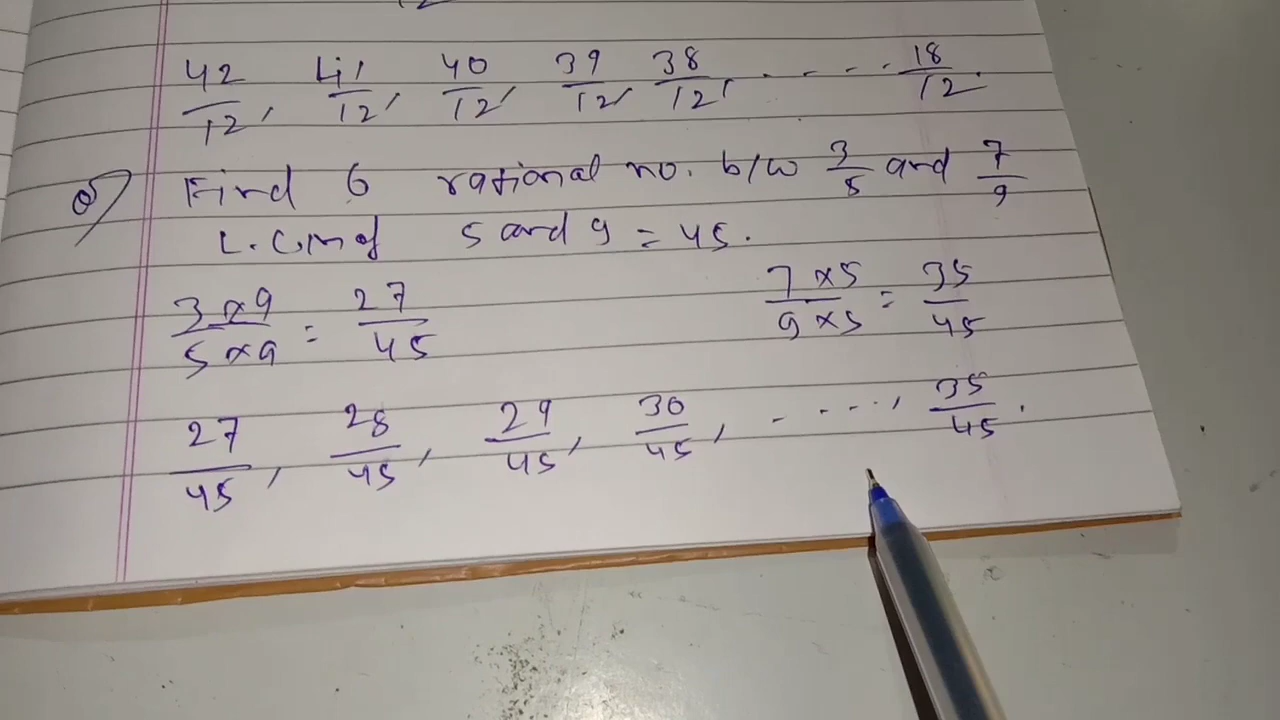 42/12, 41/12, 40/12, 39/12, 38/12, . - - . . 18/12.
Q) Find 6 rational no. b/w 3/5 and 7/9
L.C.M of 5 and 9 = 45.
3×9/5×9 = 27/45 7×5/9×5 = 35/45
27/45, 28/45, 29/45, 30/45, - - - - -, 35/45.